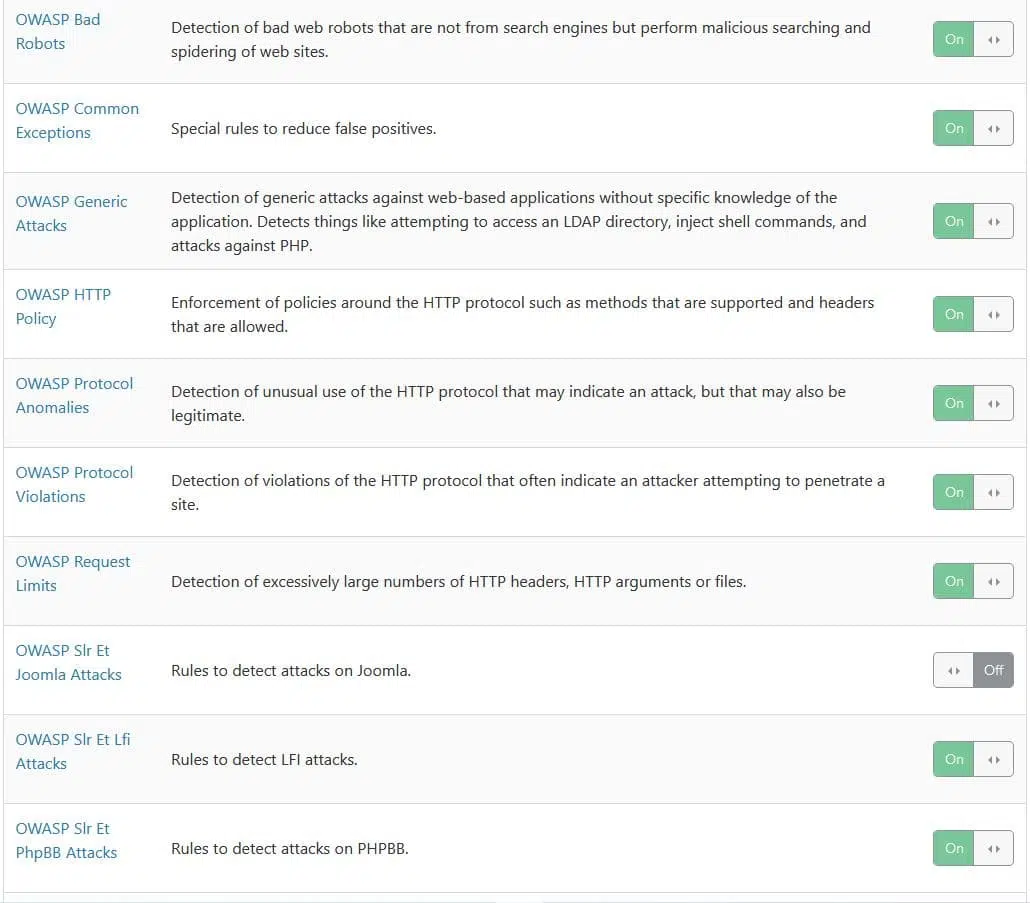 OWASP Bad
Robots
Detection of bad web robots that are not from search engines but perform malicious searching and
spidering of web sites.
On
OWASP Common
Exceptions
Special rules to reduce false positives.
On
OWASP Generic
Attacks
Detection of generic attacks against web-based applications without specific knowledge of the
application. Detects things like attempting to access an LDAP directory, inject shell commands, and
attacks against PHP.
On
OWASP HTTP
Policy
Enforcement of policies around the HTTP protocol such as methods that are supported and headers
that are allowed.
On
OWASP Protocol
Anomalies
Detection of unusual use of the HTTP protocol that may indicate an attack, but that may also be
legitimate.
On
OWASP Protocol
Violations
Detection of violations of the HTTP protocol that often indicate an attacker attempting to penetrate a
site.
On
OWASP Request
Limits
Detection of excessively large numbers of HTTP headers, HTTP arguments or files.
On
OWASP Slr Et
Joomla Attacks
Rules to detect attacks on Joomla.
Off
OWASP Slr Et Lfi
Attacks
Rules to detect LFI attacks.
On
OWASP Slr Et
PhpBB Attacks
Rules to detect attacks on PHPBB.
On